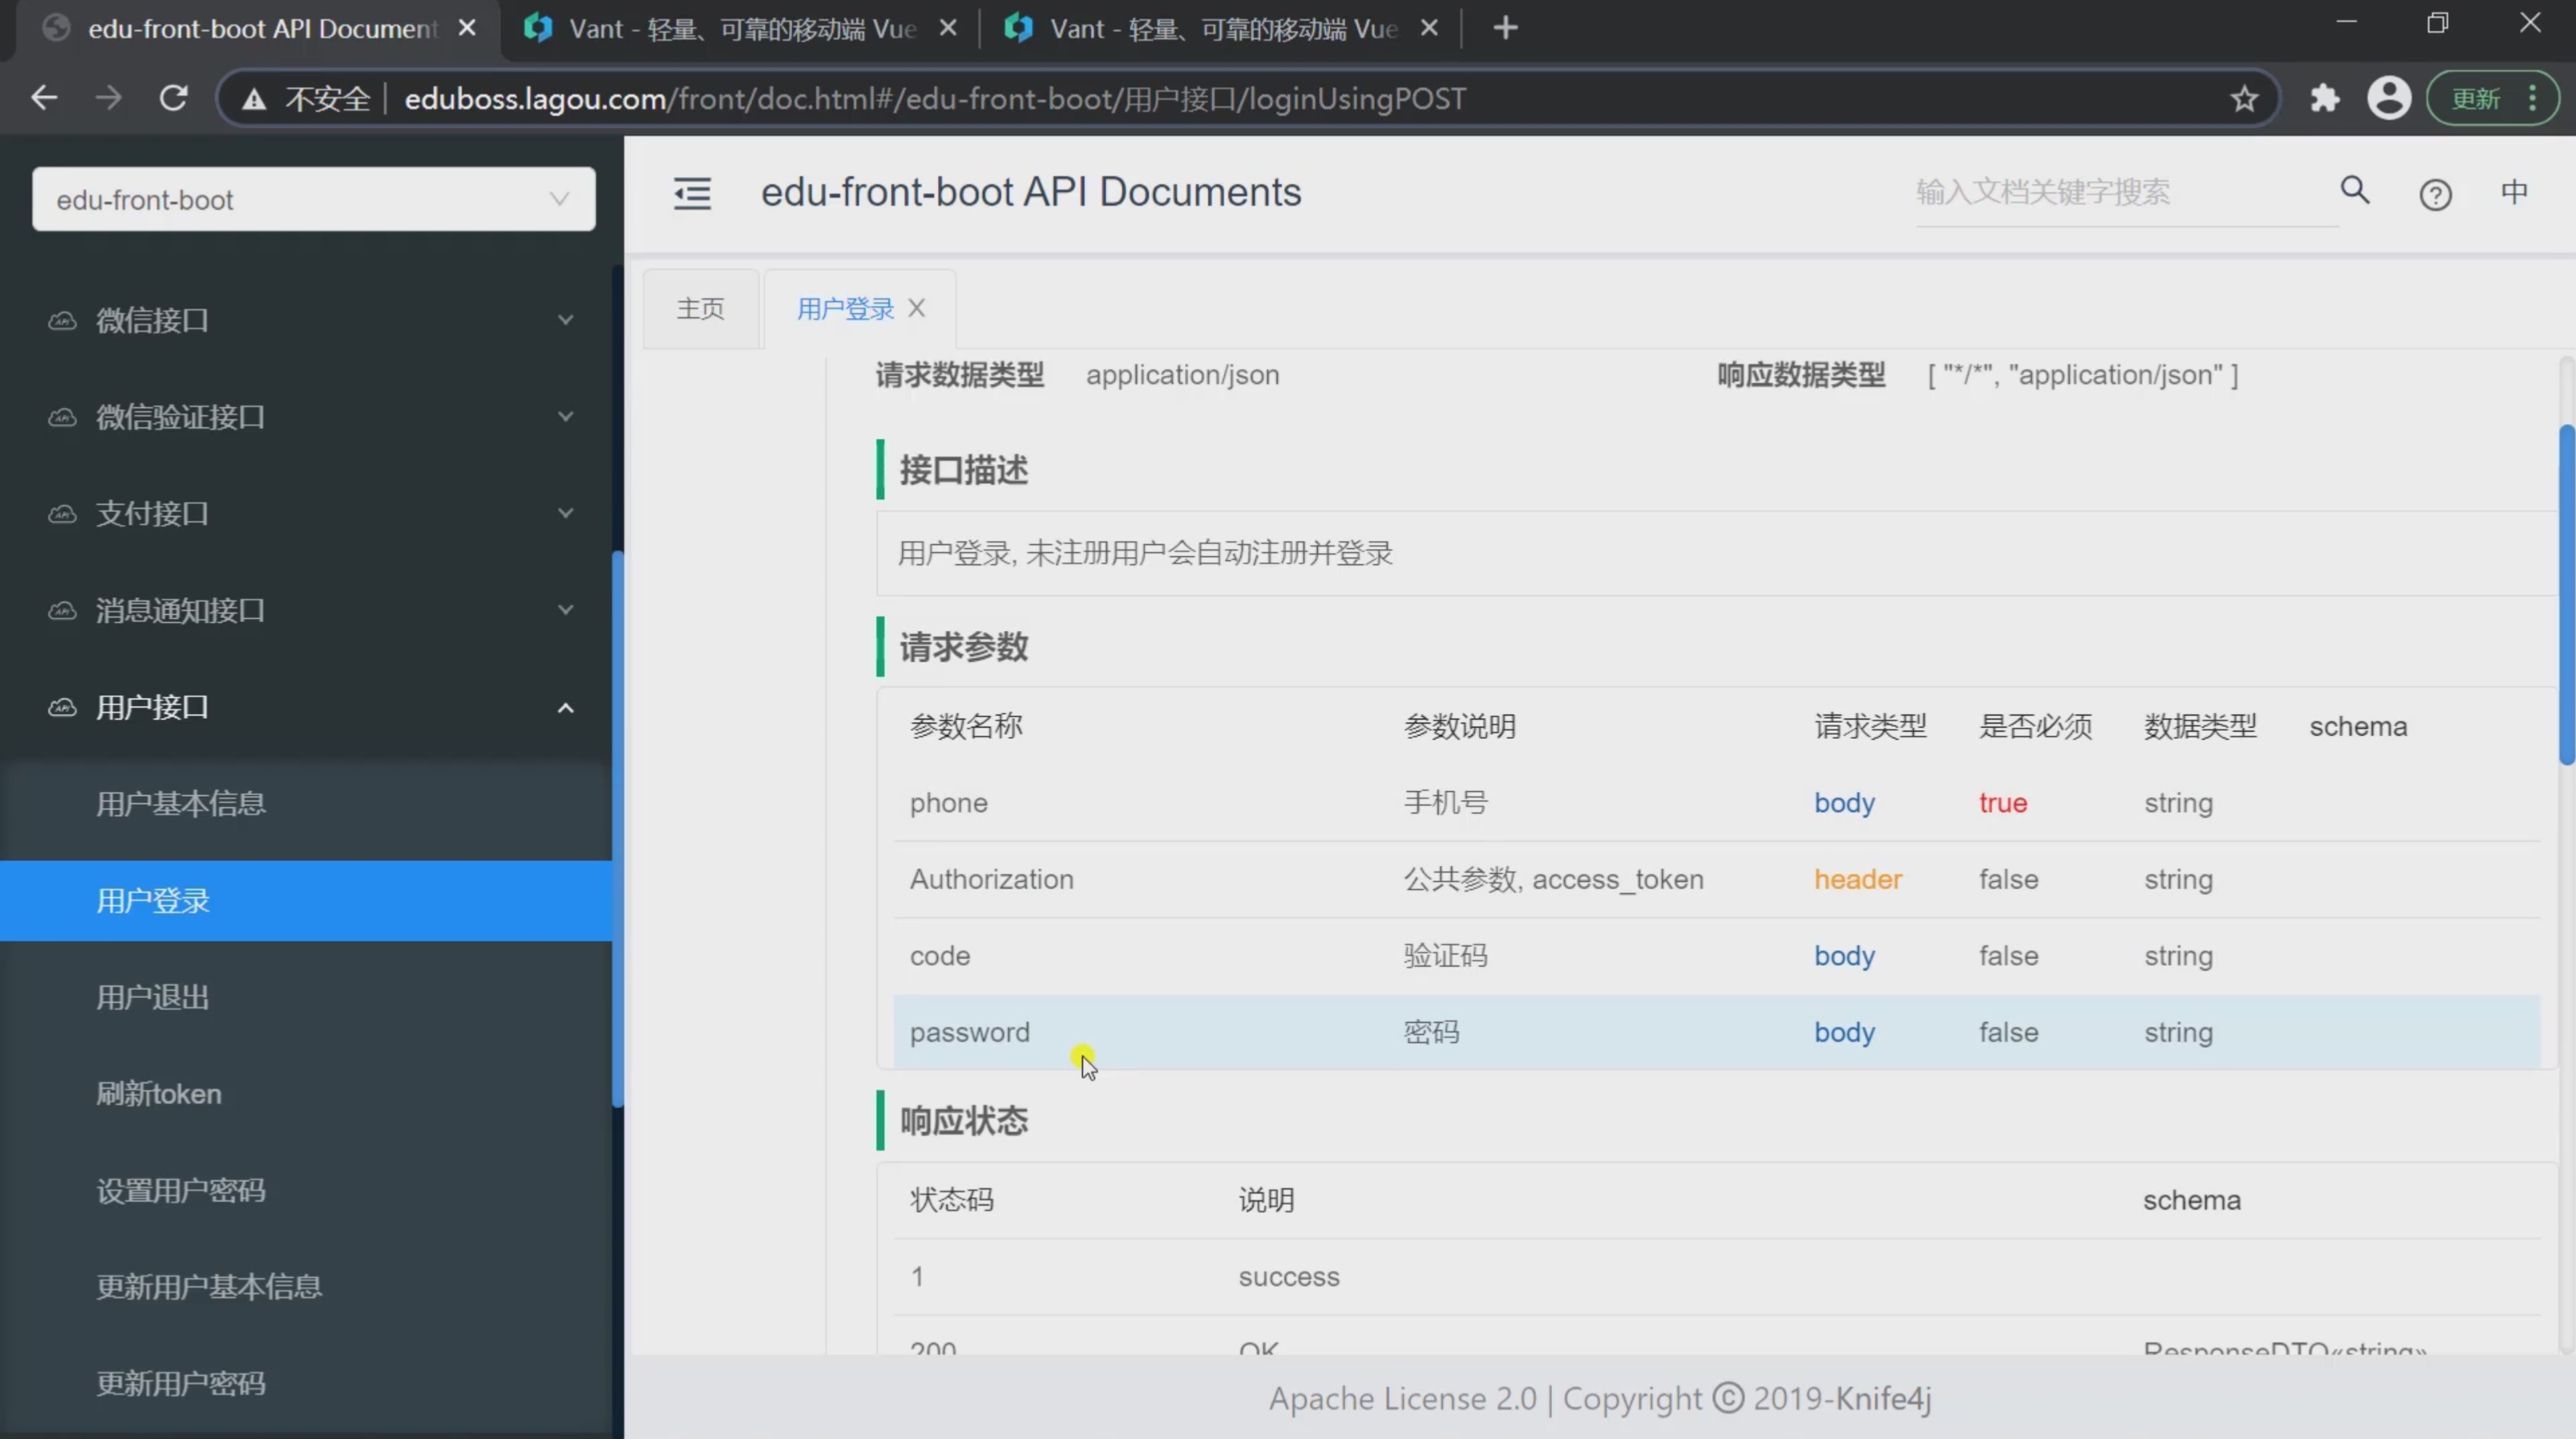 edu-front-boot API Document
Vant - 轻量、可靠的移动端 Vue
Vant - 轻量、可靠的移动端 Vue
不安全 eduboss.lagou.com/front/doc.html#/edu-front-boot/用户接口/loginUsingPOST
更新
edu-front-boot
edu-front-boot API Documents
输入文档关键字搜索
中
微信接口
微信验证接口
支付接口
消息通知接口
用户接口
用户基本信息
用户登录
用户退出
刷新token
设置用户密码
更新用户基本信息
更新用户密码
主页 用户登录
请求数据类型 application/json 响应数据类型 [ "*/*", "application/json" ]
接口描述
用户登录, 未注册用户会自动注册并登录
请求参数
参数名称 参数说明 请求类型 是否必须 数据类型 schema
phone 手机号 body true string
Authorization 公共参数, access_token header false string
code 验证码 body false string
password 密码 body false string
响应状态
状态码 说明 schema
1 success
200 OK ResponseDTO«string»
Apache License 2.0 | Copyright © 2019-Knife4j